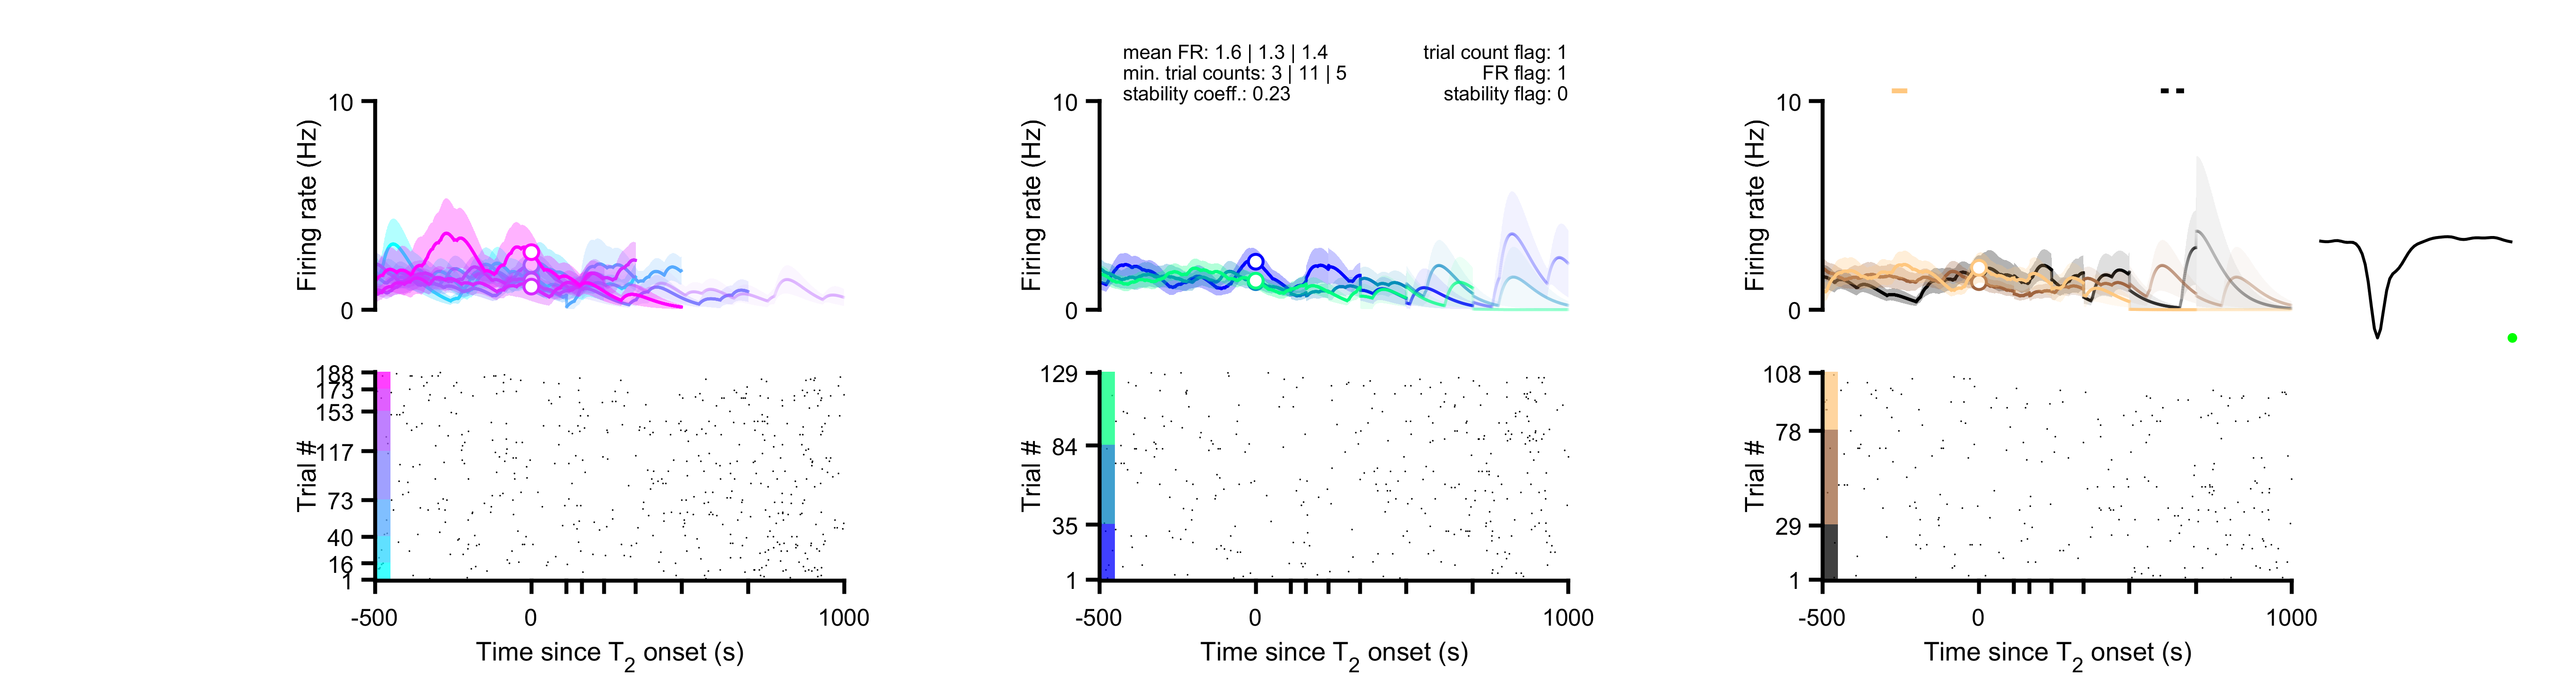 mean FR: 1.6 | 1.3 | 1.4
min. trial counts: 3 | 11 | 5
stability coeff.: 0.23
trial count flag: 1
FR flag: 1
stability flag: 0
10
Firing rate (Hz)
0
10
Firing rate (Hz)
0
10
Firing rate (Hz)
0
188
173
153
117
73
40
16
1
Trial #
-500
0
1000
Time since T2 onset (s)
129
84
35
1
Trial #
-500
0
1000
Time since T2 onset (s)
108
78
29
1
Trial #
-500
0
1000
Time since T2 onset (s)